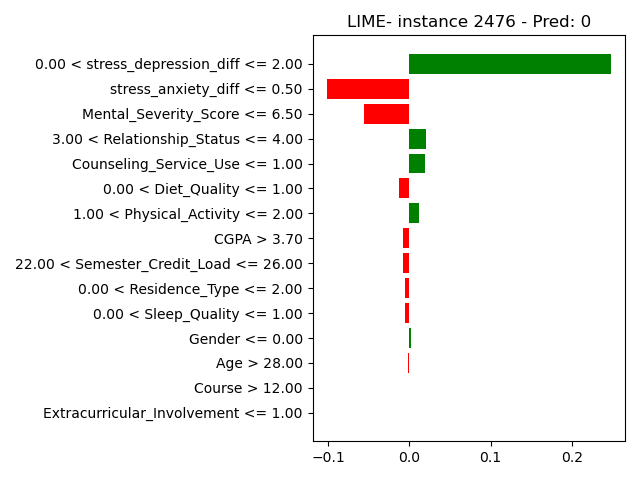 LIME- instance 2476 - Pred: 0
0.00 < stress_depression_diff <= 2.00
stress_anxiety_diff <= 0.50
Mental_Severity_Score <= 6.50
3.00 < Relationship_Status <= 4.00
Counseling_Service_Use <= 1.00
0.00 < Diet_Quality <= 1.00
1.00 < Physical_Activity <= 2.00
CGPA > 3.70
22.00 < Semester_Credit_Load <= 26.00
0.00 < Residence_Type <= 2.00
0.00 < Sleep_Quality <= 1.00
Gender <= 0.00
Age > 28.00
Course > 12.00
Extracurricular_Involvement <= 1.00
−0.1 0.0 0.1 0.2